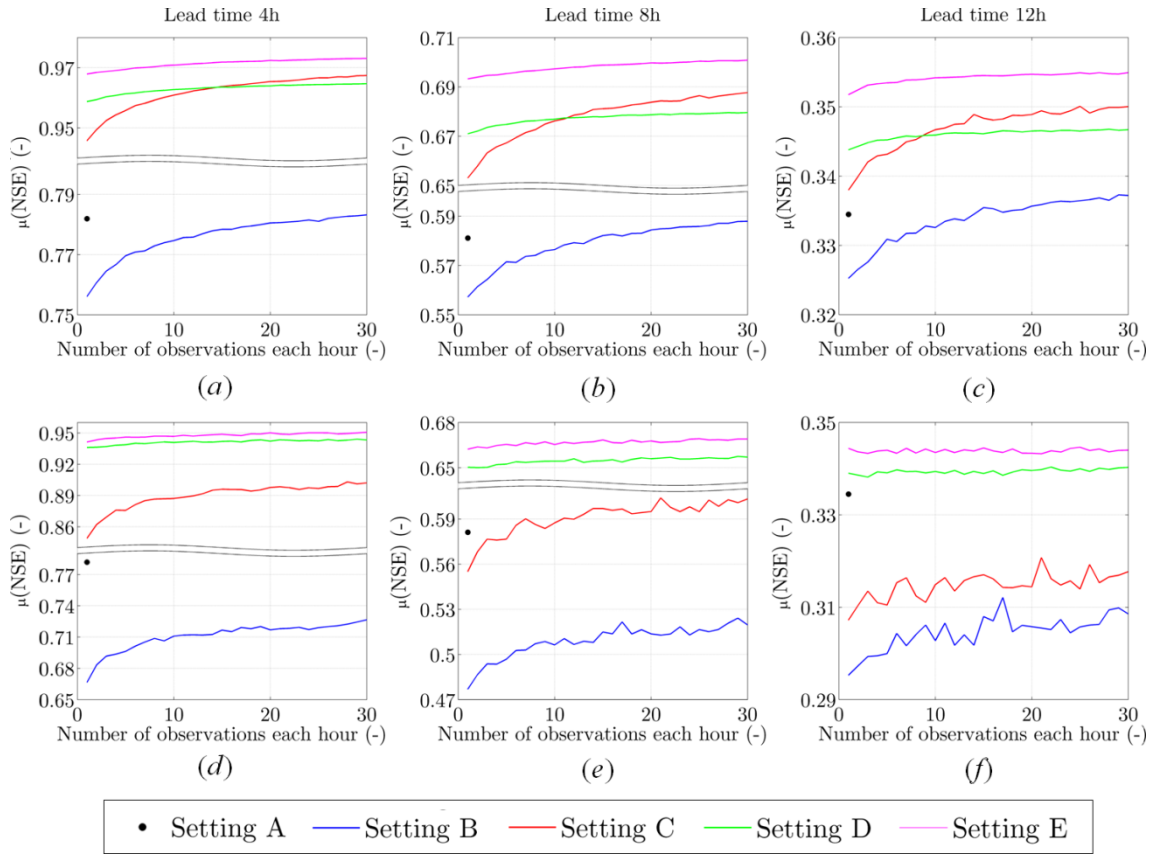 Lead time 4h
Lead time 8h
Lead time 12h
μ(NSE) (-)
0.97
0.95
0.79
0.77
0.75
0 10 20 30
Number of observations each hour (-)
(a)
μ(NSE) (-)
0.71
0.69
0.67
0.65
0.59
0.57
0.55
0 10 20 30
Number of observations each hour (-)
(b)
μ(NSE) (-)
0.36
0.35
0.34
0.33
0.32
0 10 20 30
Number of observations each hour (-)
(c)
μ(NSE) (-)
0.95
0.92
0.89
0.86
0.77
0.74
0.71
0.68
0.65
0 10 20 30
Number of observations each hour (-)
(d)
μ(NSE) (-)
0.68
0.65
0.59
0.56
0.53
0.5
0.47
0 10 20 30
Number of observations each hour (-)
(e)
μ(NSE) (-)
0.35
0.33
0.31
0.29
0 10 20 30
Number of observations each hour (-)
(f)
Setting A Setting B Setting C Setting D Setting E